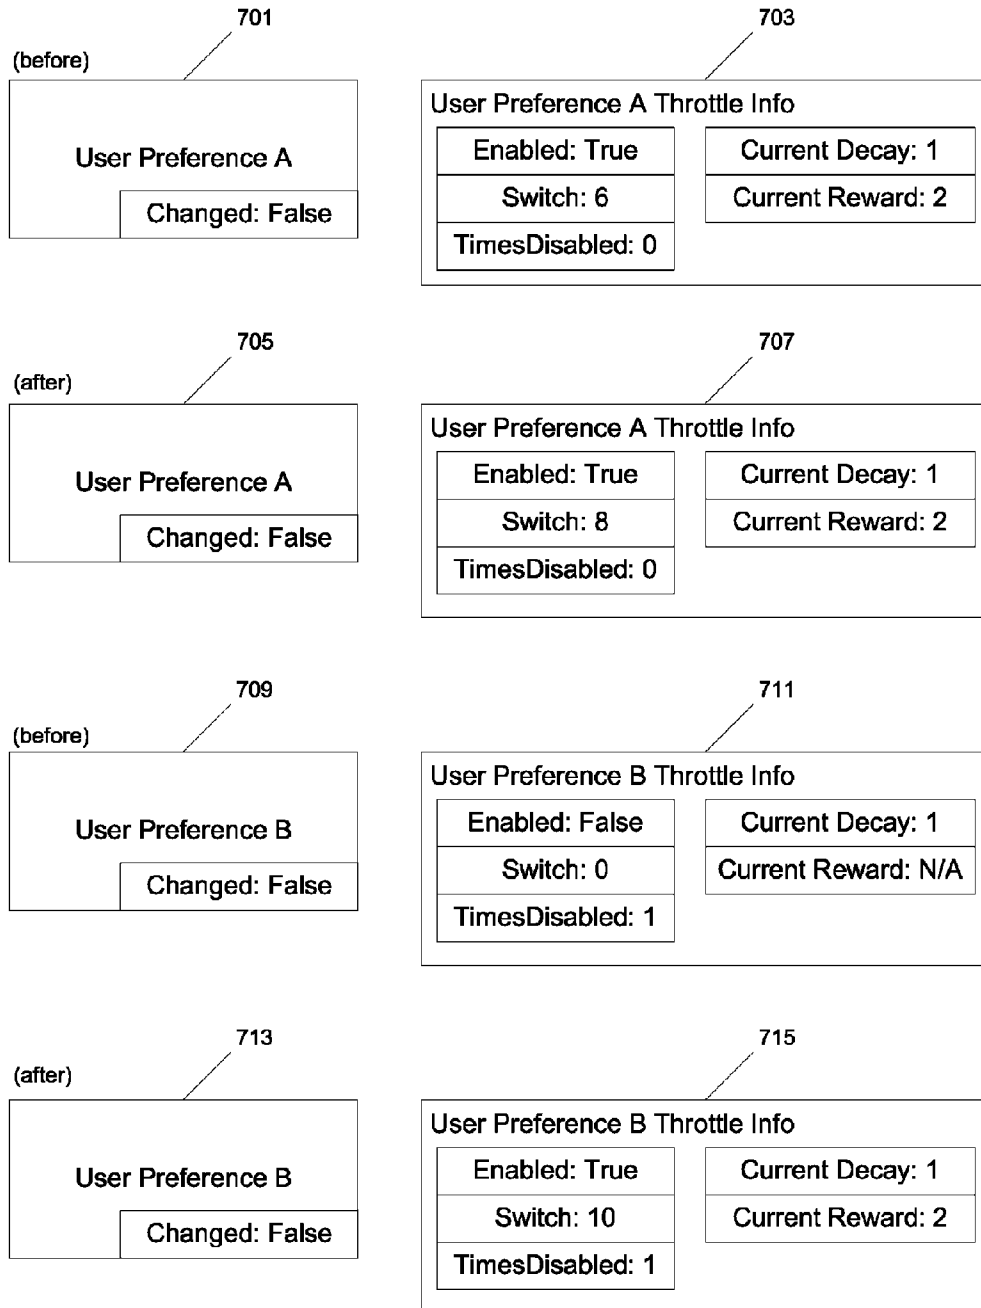 701
703
(before)
User Preference A
Changed: False
User Preference A Throttle Info
Enabled: True
Switch: 6
TimesDisabled: 0
Current Decay: 1
Current Reward: 2
705
707
(after)
User Preference A
Changed: False
User Preference A Throttle Info
Enabled: True
Switch: 8
TimesDisabled: 0
Current Decay: 1
Current Reward: 2
709
711
(before)
User Preference B
Changed: False
User Preference B Throttle Info
Enabled: False
Switch: 0
TimesDisabled: 1
Current Decay: 1
Current Reward: N/A
713
715
(after)
User Preference B
Changed: False
User Preference B Throttle Info
Enabled: True
Switch: 10
TimesDisabled: 1
Current Decay: 1
Current Reward: 2